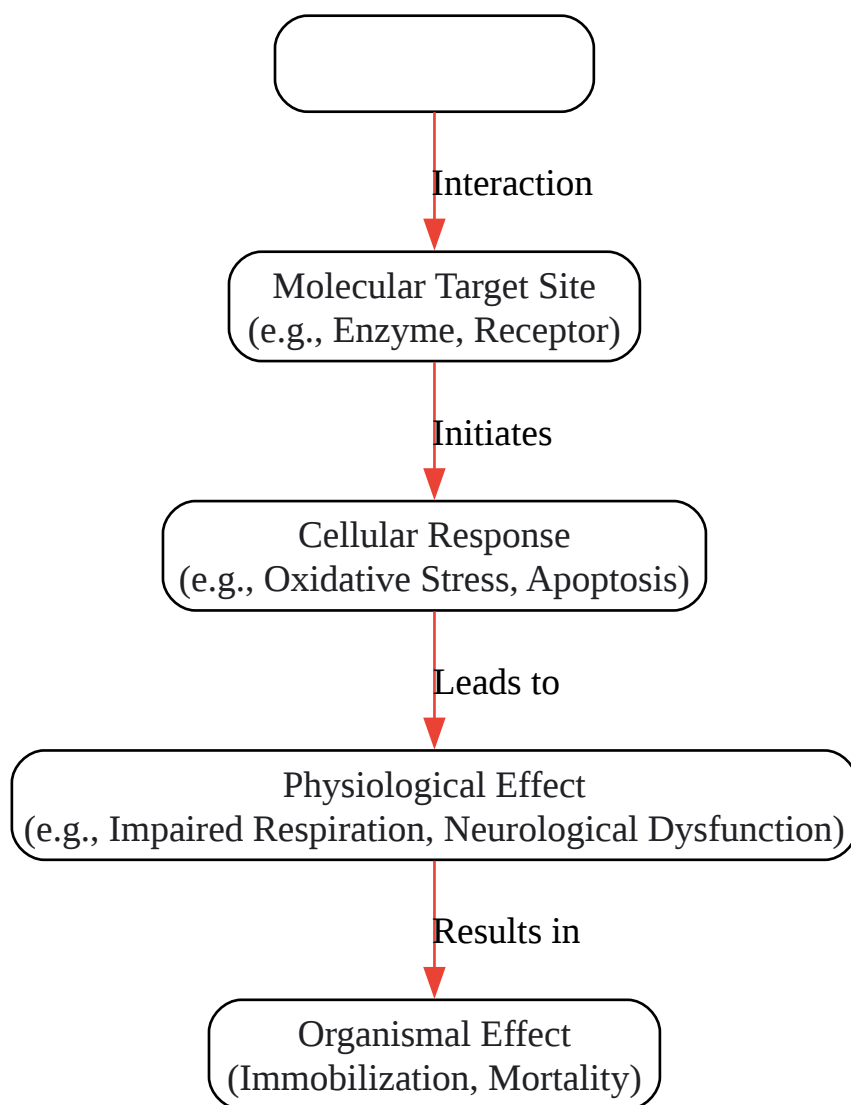 Interaction
Molecular Target Site
(e.g., Enzyme, Receptor)
Initiates
Cellular Response
(e.g., Oxidative Stress, Apoptosis)
Leads to
Physiological Effect
(e.g., Impaired Respiration, Neurological Dysfunction)
Results in
Organismal Effect
(Immobilization, Mortality)